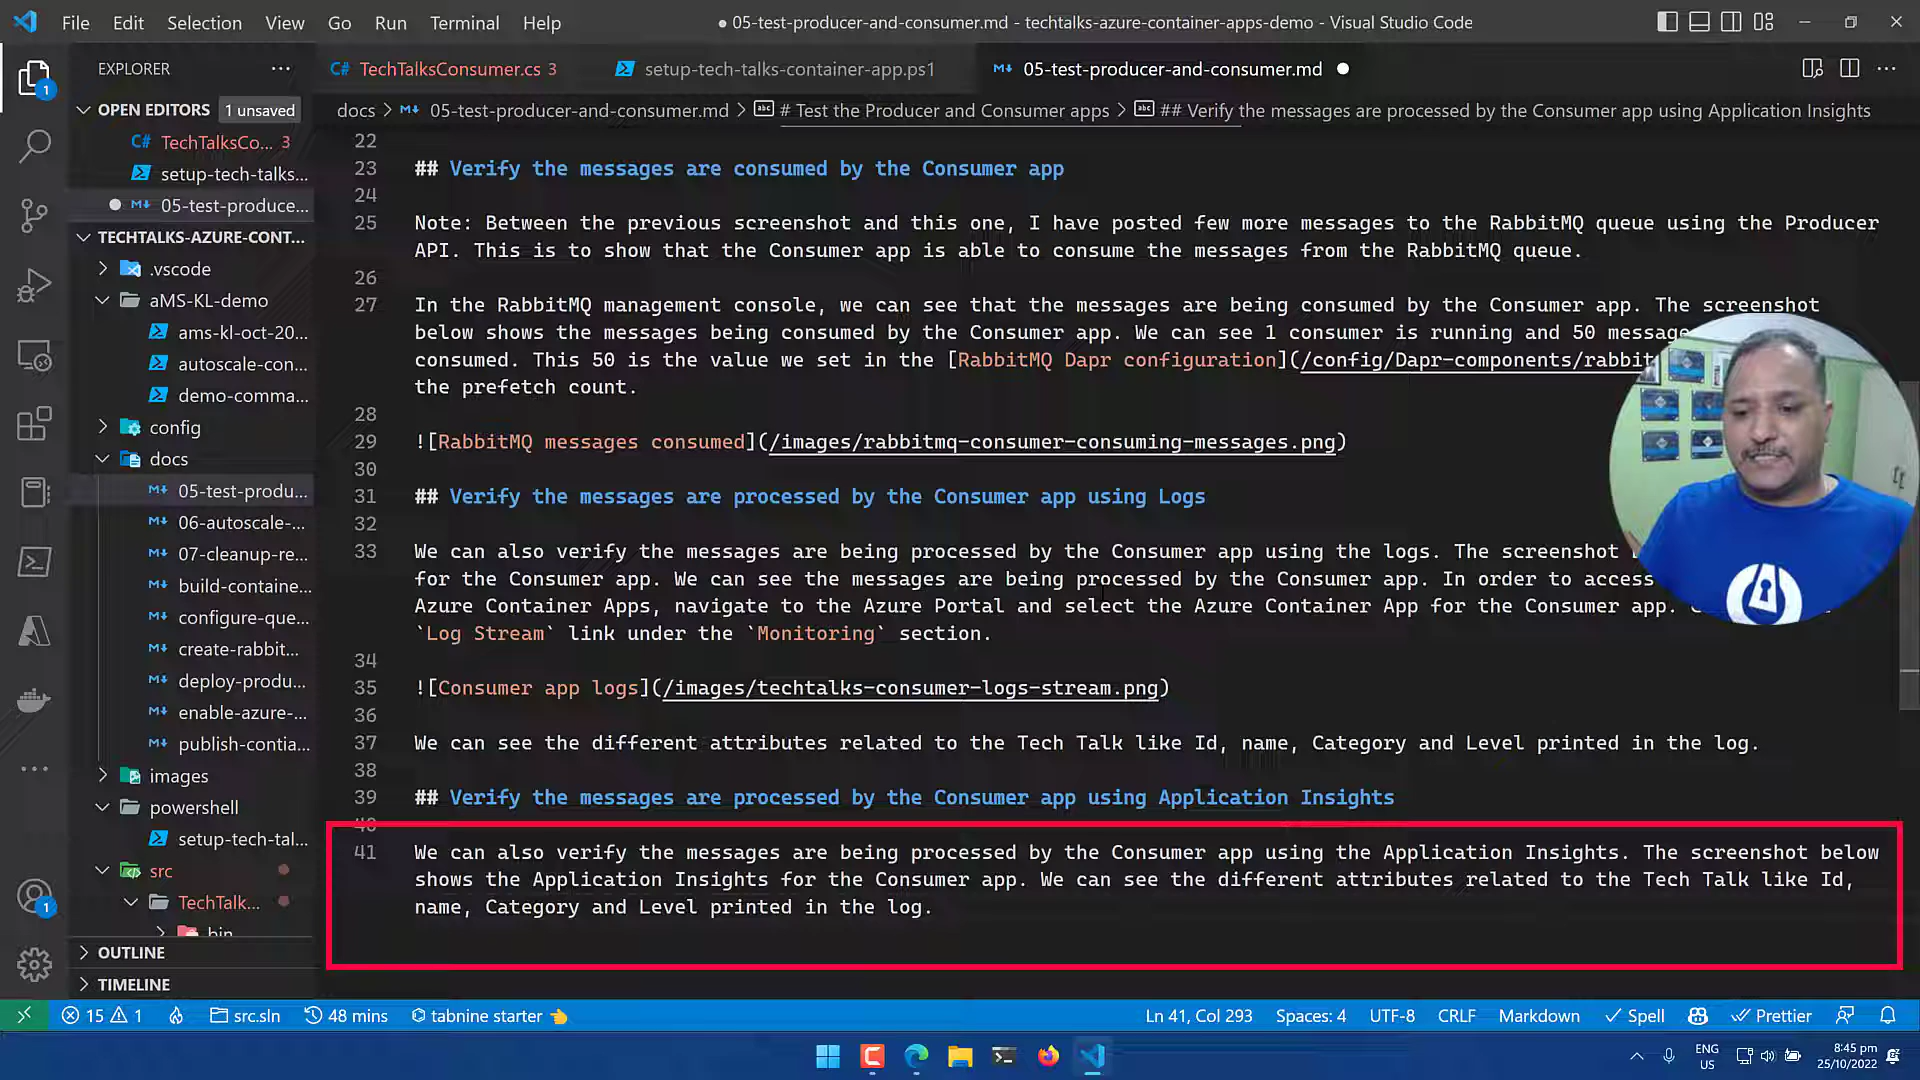 File Edit Selection View Go Run Terminal Help
● 05-test-producer-and-consumer.md - techtalks-azure-container-apps-demo - Visual Studio Code
EXPLORER
TechTalksConsumer.cs 3
setup-tech-talks-container-app.ps1
05-test-producer-and-consumer.md
OPEN EDITORS 1 unsaved
docs > 05-test-producer-and-consumer.md > # Test the Producer and Consumer apps > ## Verify the messages are processed by the Consumer app using Application Insights
TechTalksCo... 3
setup-tech-talks...
05-test-produce...
TECHTALKS-AZURE-CONT...
.vscode
aMS-KL-demo
ams-kl-oct-20...
autoscale-con...
demo-comma...
config
docs
05-test-produ...
06-autoscale-...
07-cleanup-re...
build-containe...
configure-que...
create-rabbit...
deploy-produ...
enable-azure-...
publish-contia...
images
powershell
setup-tech-tal...
src
TechTalk...
bin
OUTLINE
TIMELINE
22
23 ## Verify the messages are consumed by the Consumer app
24
25 Note: Between the previous screenshot and this one, I have posted few more messages to the RabbitMQ queue using the Producer
API. This is to show that the Consumer app is able to consume the messages from the RabbitMQ queue.
26
27 In the RabbitMQ management console, we can see that the messages are being consumed by the Consumer app. The screenshot
below shows the messages being consumed by the Consumer app. We can see 1 consumer is running and 50 message
consumed. This 50 is the value we set in the [RabbitMQ Dapr configuration](/config/Dapr-components/rabbit
the prefetch count.
28
29 ![RabbitMQ messages consumed](/images/rabbitmq-consumer-consuming-messages.png)
30
31 ## Verify the messages are processed by the Consumer app using Logs
32
33 We can also verify the messages are being processed by the Consumer app using the logs. The screenshot
for the Consumer app. We can see the messages are being processed by the Consumer app. In order to access
Azure Container Apps, navigate to the Azure Portal and select the Azure Container App for the Consumer app.
`Log Stream` link under the `Monitoring` section.
34
35 ![Consumer app logs](/images/techtalks-consumer-logs-stream.png)
36
37 We can see the different attributes related to the Tech Talk like Id, name, Category and Level printed in the log.
38
39 ## Verify the messages are processed by the Consumer app using Application Insights
40
41 We can also verify the messages are being processed by the Consumer app using the Application Insights. The screenshot below
shows the Application Insights for the Consumer app. We can see the different attributes related to the Tech Talk like Id,
name, Category and Level printed in the log.
1
1
15 1 src.sln 48 mins tabnine starter
Ln 41, Col 293 Spaces: 4 UTF-8 CRLF Markdown Spell Prettier
ENG
US
8:45 pm
25/10/2022